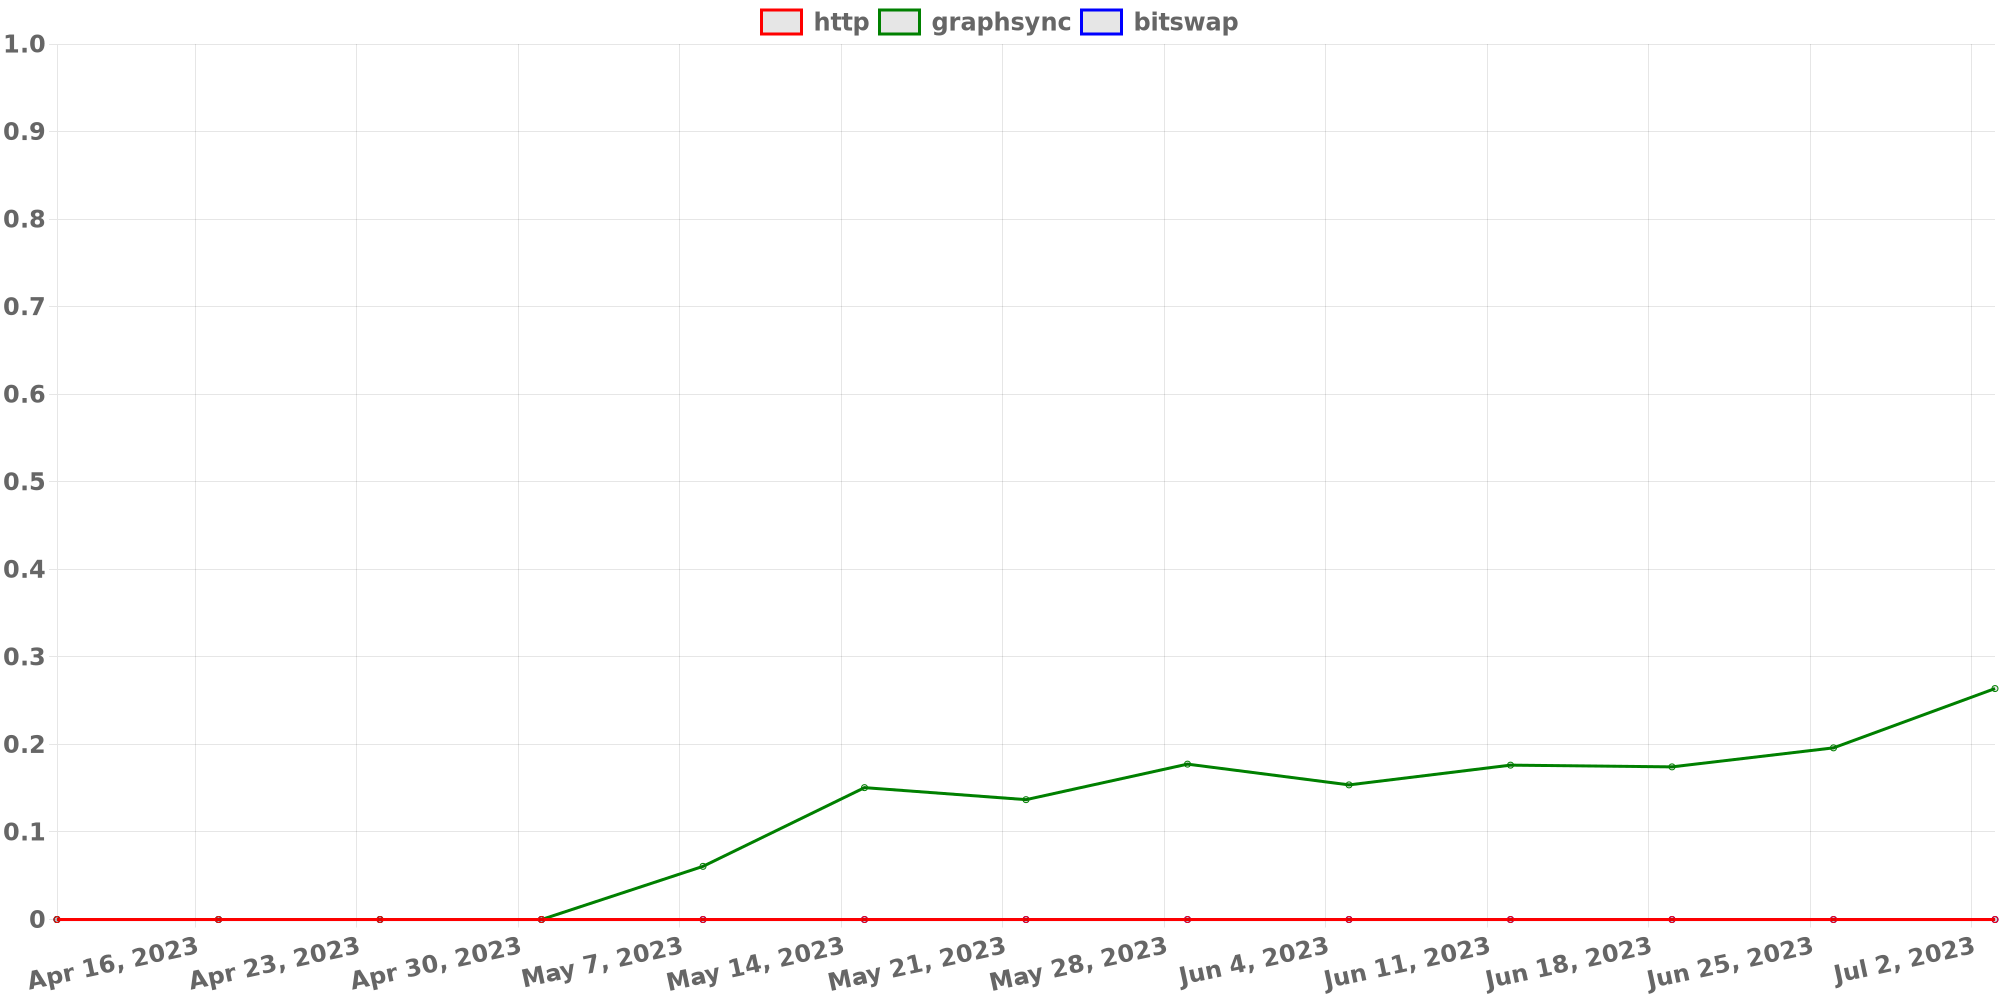 http graphsync bitswap
1.0
0.9
0.8
0.7
0.6
0.5
0.4
0.3
0.2
0.1
0
Apr 16, 2023
Apr 23, 2023
Apr 30, 2023
May 7, 2023
May 14, 2023
May 21, 2023
May 28, 2023
Jun 4, 2023
Jun 11, 2023
Jun 18, 2023
Jun 25, 2023
Jul 2, 2023